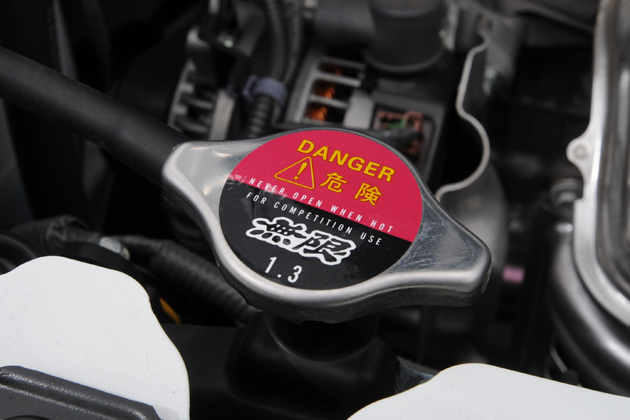 DANGER
危険
NEVER OPEN WHEN HOT
FOR COMPETITION USE
無限
1.3